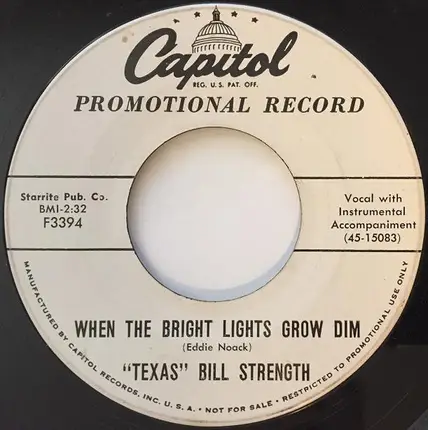 Capitol
REG. U.S. PAT. OFF.
PROMOTIONAL RECORD
Starrite Pub. Co.
BMI-2:32
F3394
Vocal with
Instrumental
Accompaniment
(45-15083)
WHEN THE BRIGHT LIGHTS GROW DIM
(Eddie Noack)
"TEXAS" BILL STRENGTH
MANUFACTURED BY CAPITOL RECORDS, INC. U.S.A. • NOT FOR SALE • RESTRICTED TO PROMOTIONAL USE ONLY